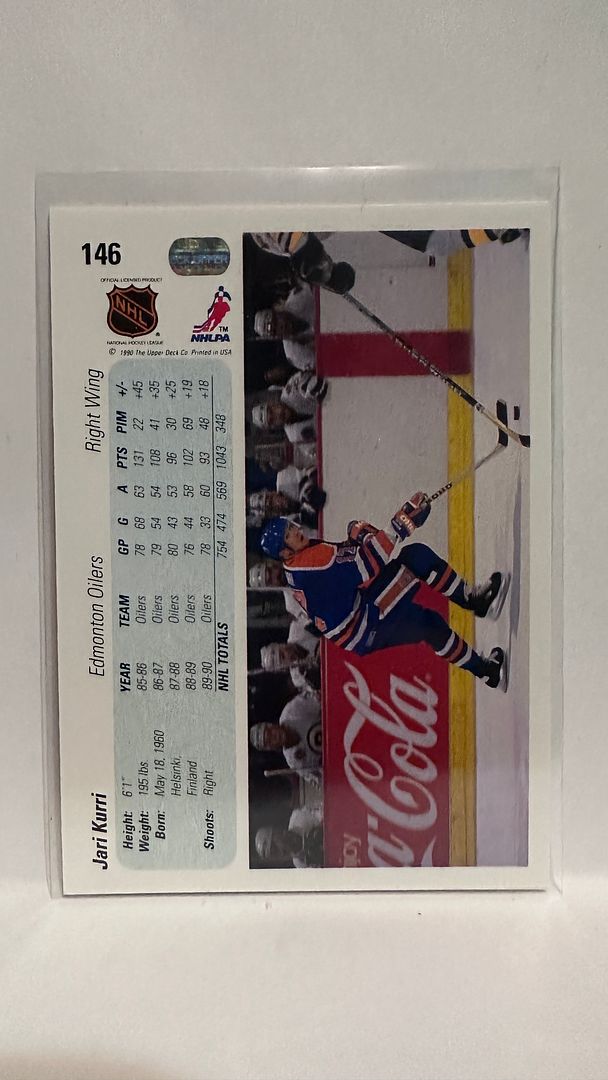 146
OFFICIAL LICENSED PRODUCT
NHL
®
NATIONAL HOCKEY LEAGUE
NHLPA
TM
© 1990 The Upper Deck Co. Printed in USA
Jari Kurri Edmonton Oilers Right Wing
Height: 6'1"
Weight: 195 lbs.
Born: May 18, 1960
Helsinki,
Finland
Shoots: Right
YEAR TEAM GP G A PTS PIM +/-
85-86 Oilers 78 68 63 131 22 +45
86-87 Oilers 79 54 54 108 41 +35
87-88 Oilers 80 43 53 96 30 +25
88-89 Oilers 76 44 58 102 69 +19
89-90 Oilers 78 33 60 93 48 +18
NHL TOTALS 754 474 569 1043 348
Cola